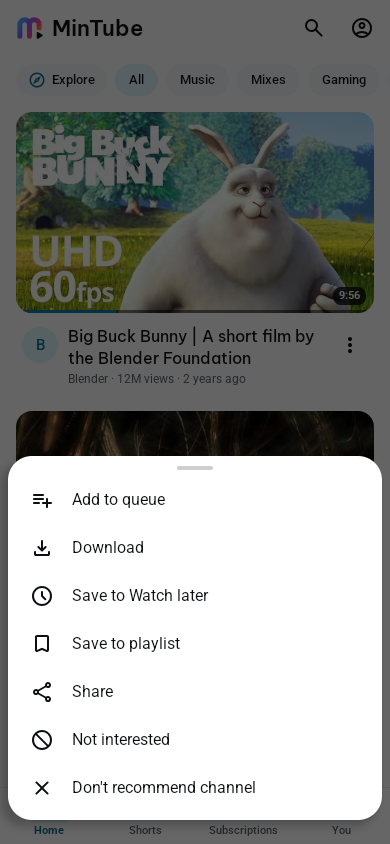 MinTube
Explore
All
Music
Mixes
Gaming
Big Buck
BUNNY
UHD
60fps
9:56
B
Big Buck Bunny | A short film by
the Blender Foundation
Blender · 12M views · 2 years ago
Add to queue
Download
Save to Watch later
Save to playlist
Share
Not interested
Don't recommend channel
Home
Shorts
Subscriptions
You